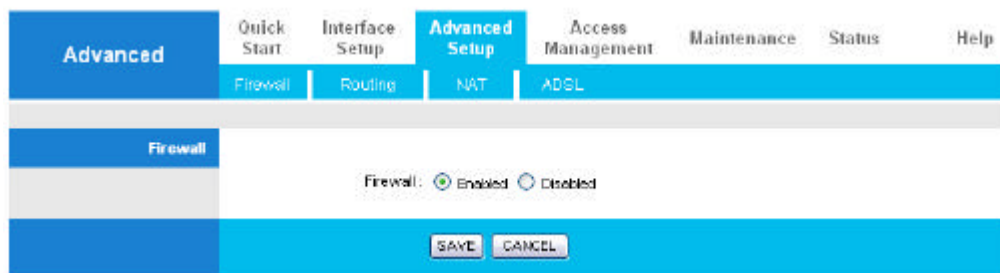 Advanced
Quick Start
Interface Setup
Advanced Setup
Access Management
Maintenance
Status
Help
Firewall
Routing
NAT
ADSL
Firewall
Firewall: Enabled Disabled
SAVE CANCEL